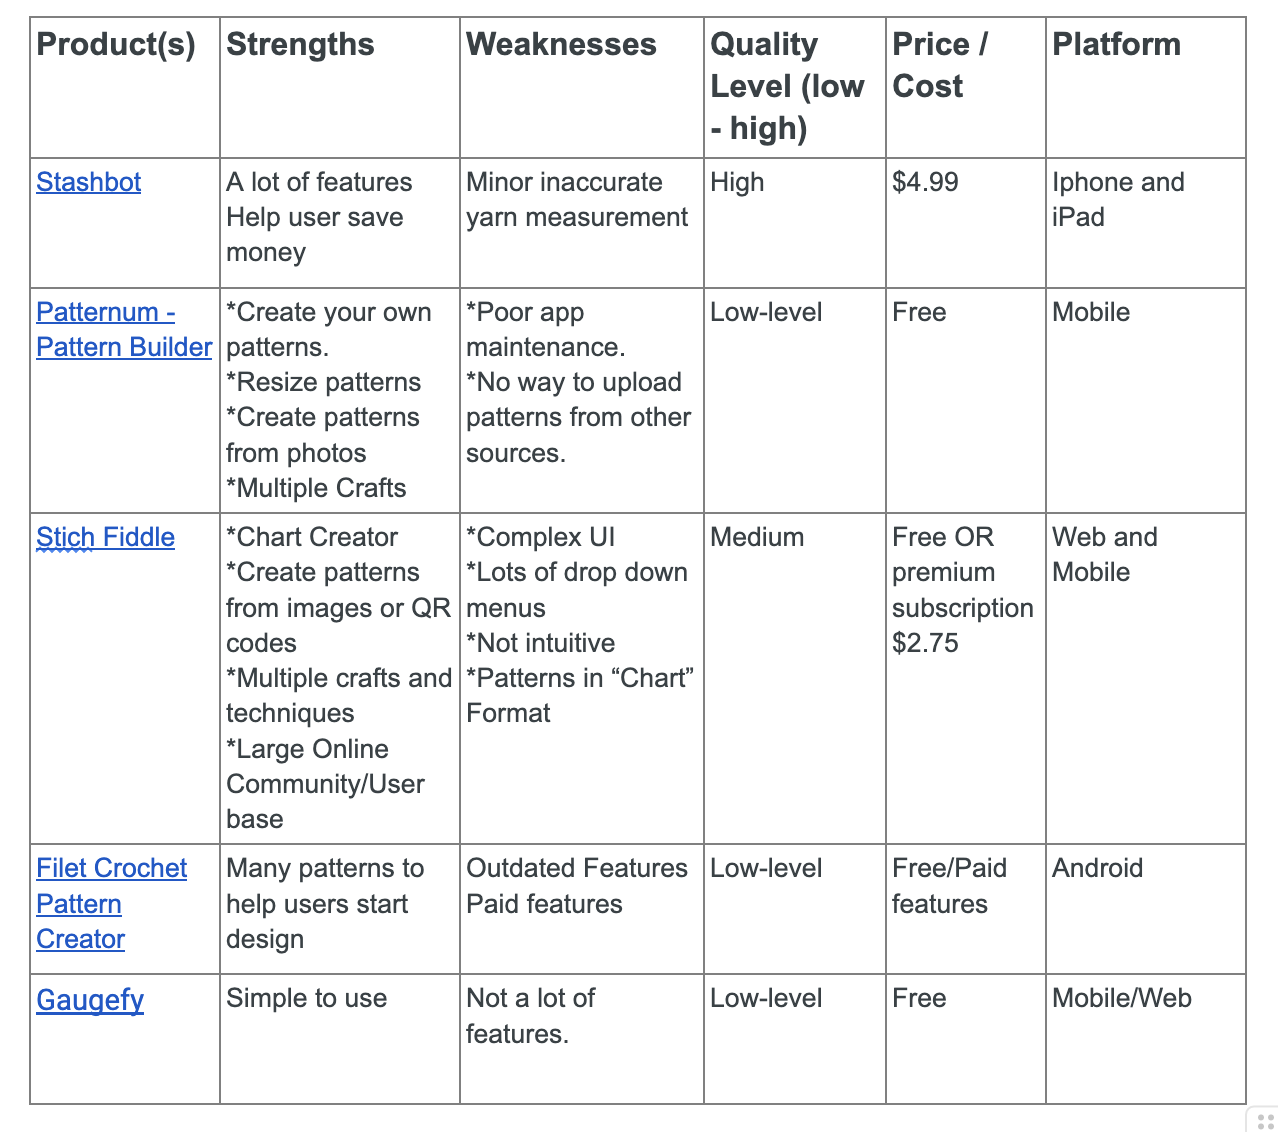 Product(s)
Strengths
Weaknesses
Quality
Level (low
- high)
Price /
Cost
Platform
Stashbot
A lot of features
Help user save
money
Minor inaccurate
yarn measurement
High
$4.99
Iphone and
iPad
Patternum -
Pattern Builder
*Create your own
patterns.
*Resize patterns
*Create patterns
from photos
*Multiple Crafts
*Poor app
maintenance.
*No way to upload
patterns from other
sources.
Low-level
Free
Mobile
Stich Fiddle
*Chart Creator
*Create patterns
from images or QR
codes
*Multiple crafts and
techniques
*Large Online
Community/User
base
*Complex UI
*Lots of drop down
menus
*Not intuitive
*Patterns in “Chart”
Format
Medium
Free OR
premium
subscription
$2.75
Web and
Mobile
Filet Crochet
Pattern
Creator
Many patterns to
help users start
design
Outdated Features
Paid features
Low-level
Free/Paid
features
Android
Gaugefy
Simple to use
Not a lot of
features.
Low-level
Free
Mobile/Web